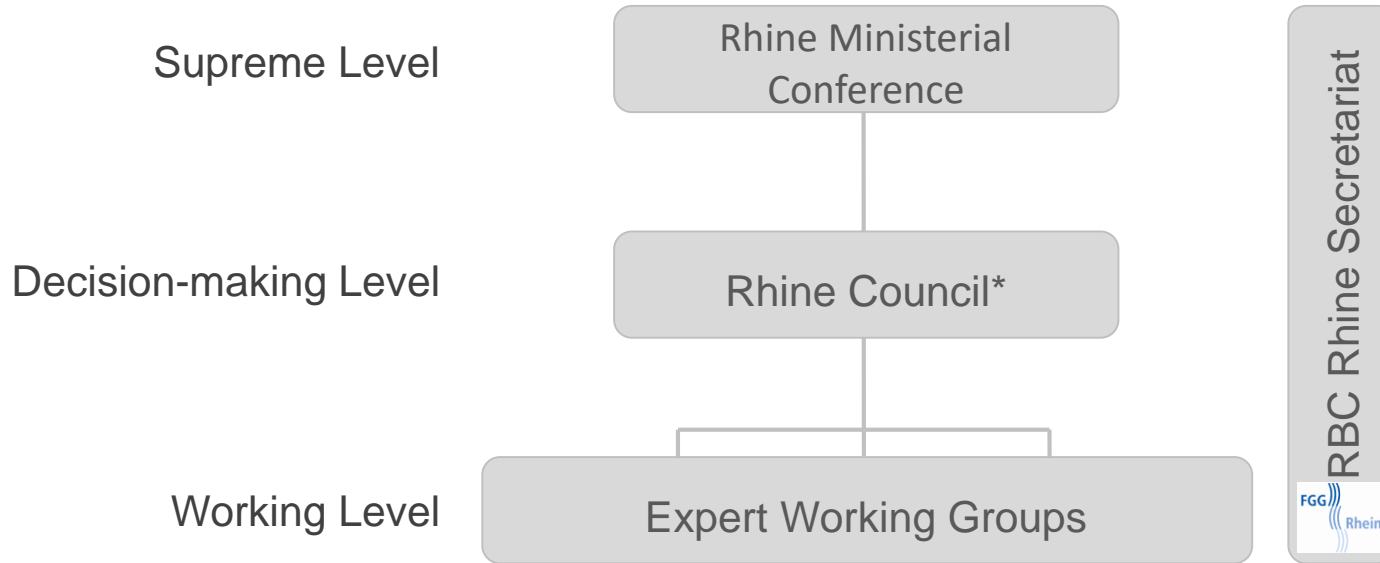 Supreme Level
Rhine Ministerial
Conference
Decision-making Level
Rhine Council*
Working Level
Expert Working Groups
RBC Rhine Secretariat
FGG
Rhein